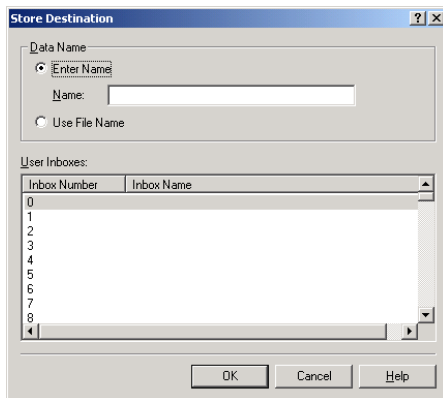 Store Destination
Data Name
Enter Name
Name:
Use File Name
User Inboxes:
Inbox Number Inbox Name
0
1
2
3
4
5
6
7
8
OK Cancel Help